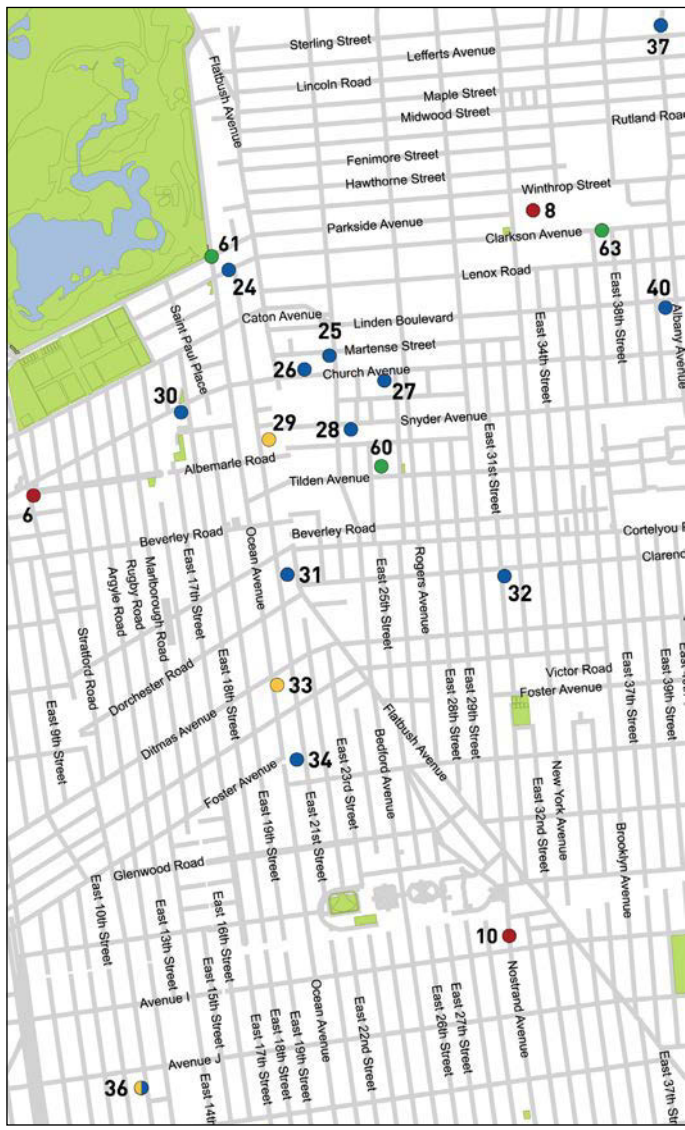 37
Sterling Street
Lefferts Avenue
Flatbush Avenue
Lincoln Road
Maple Street
Midwood Street
Rutland Road
Fenimore Street
Hawthorne Street
Winthrop Street
8
Parkside Avenue
Clarkson Avenue
61
63
Lenox Road
24
40
Caton Avenue
Linden Boulevard
Saint Paul Place
25
East 34th Street
East 38th Street
Albany Avenue
Martense Street
26
Church Avenue
27
30
29
28
Snyder Avenue
60
East 31st Street
Albemarle Road
Tilden Avenue
6
Beverley Road
Beverley Road
Cortelyou R
Claren
Ocean Avenue
31
32
East 17th Street
Marlborough Road
Rugby Road
Argyle Road
East 25th Street
Rogers Avenue
Stratford Road
Dorchester Road
East 18th Street
33
Victor Road
Foster Avenue
East 9th Street
Ditmas Avenue
East 28th Street
East 29th Street
East 37th Street
East 39th Street
Flatbush Avenue
Bedford Avenue
34
East 23rd Street
Foster Avenue
East 19th Street
East 21st Street
East 32nd Street
New York Avenue
Brooklyn Avenue
Glenwood Road
East 10th Street
East 13th Street
East 16th Street
10
Nostrand Avenue
Avenue I
East 15th Street
Ocean Avenue
East 22nd Street
East 26th Street
East 27th Street
East 17th Street
East 18th Street
East 19th Street
Avenue J
36
East 14th
East 37th St